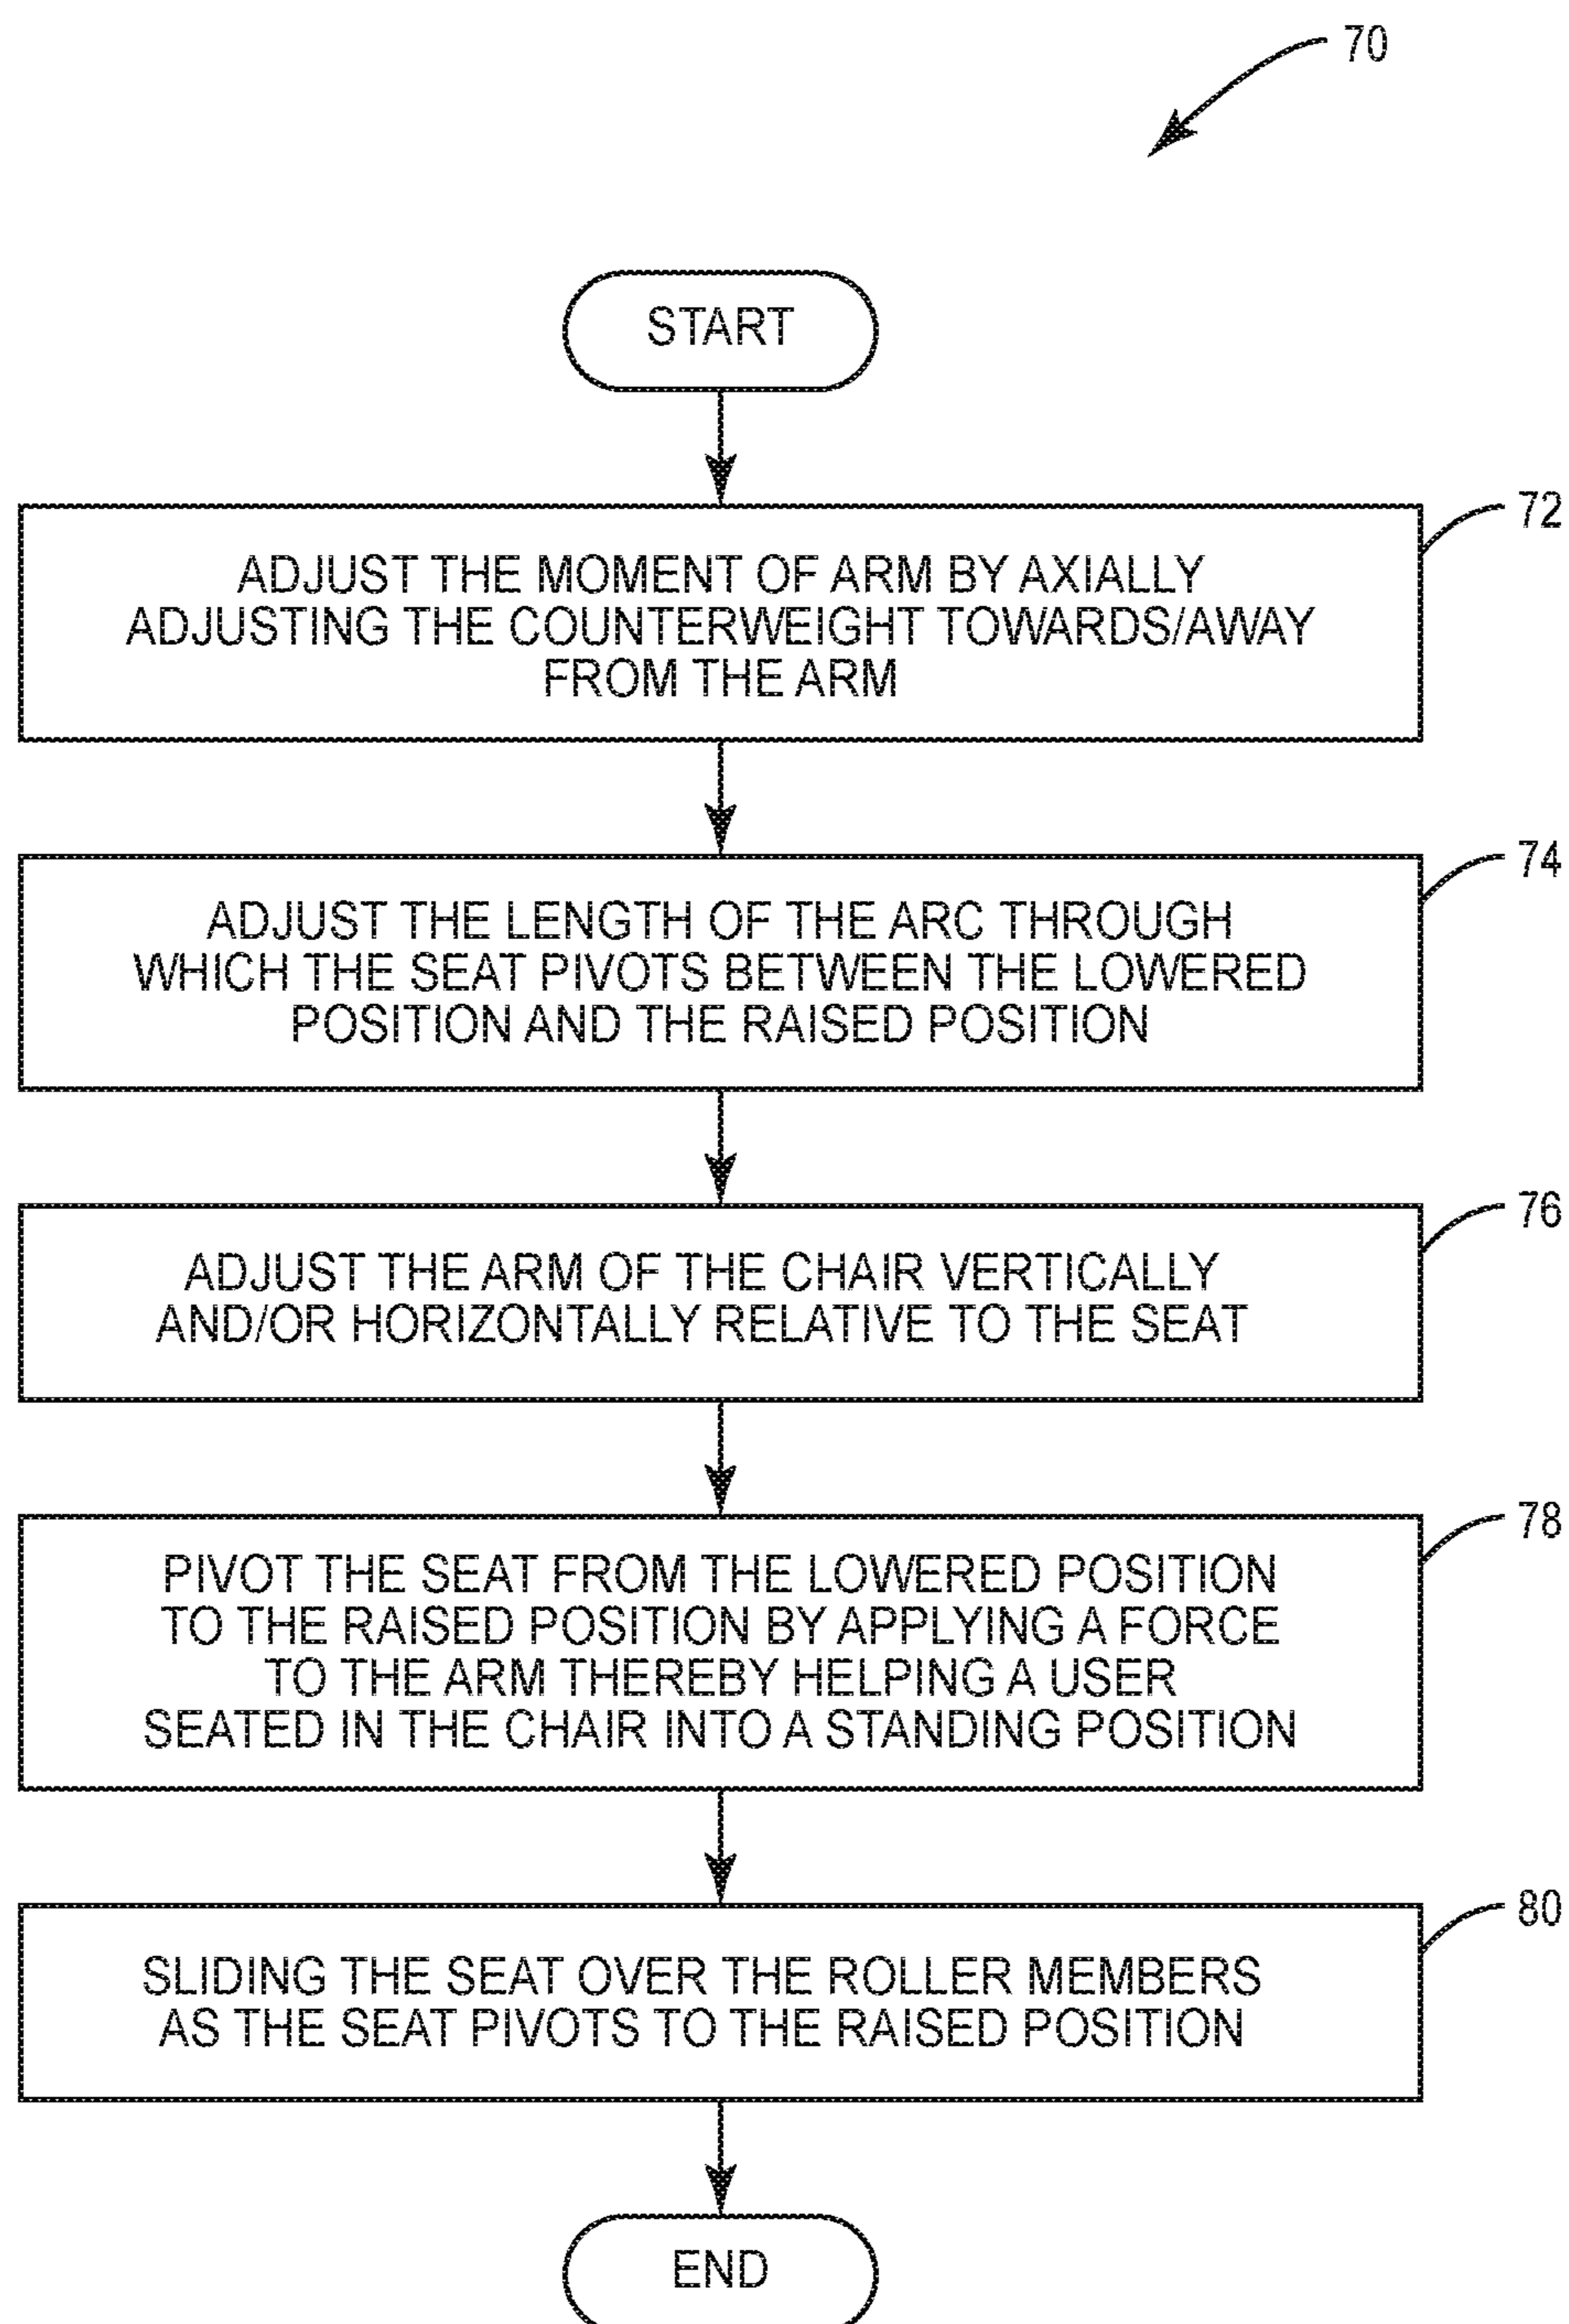 70
START
72
ADJUST THE MOMENT OF ARM BY AXIALLY
ADJUSTING THE COUNTERWEIGHT TOWARDS/AWAY
FROM THE ARM
74
ADJUST THE LENGTH OF THE ARC THROUGH
WHICH THE SEAT PIVOTS BETWEEN THE LOWERED
POSITION AND THE RAISED POSITION
76
ADJUST THE ARM OF THE CHAIR VERTICALLY
AND/OR HORIZONTALLY RELATIVE TO THE SEAT
78
PIVOT THE SEAT FROM THE LOWERED POSITION
TO THE RAISED POSITION BY APPLYING A FORCE
TO THE ARM THEREBY HELPING A USER
SEATED IN THE CHAIR INTO A STANDING POSITION
80
SLIDING THE SEAT OVER THE ROLLER MEMBERS
AS THE SEAT PIVOTS TO THE RAISED POSITION
END